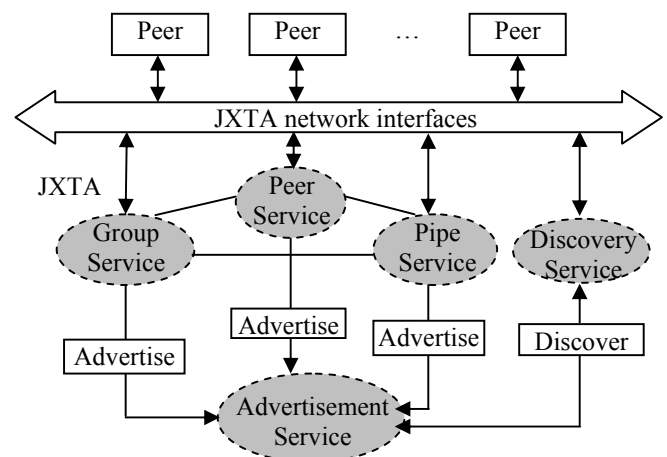 Peer Peer ... Peer
JXTA network interfaces
JXTA
Peer
Service
Group
Service
Pipe
Service
Discovery
Service
Advertise
Advertise
Advertise
Discover
Advertisement
Service